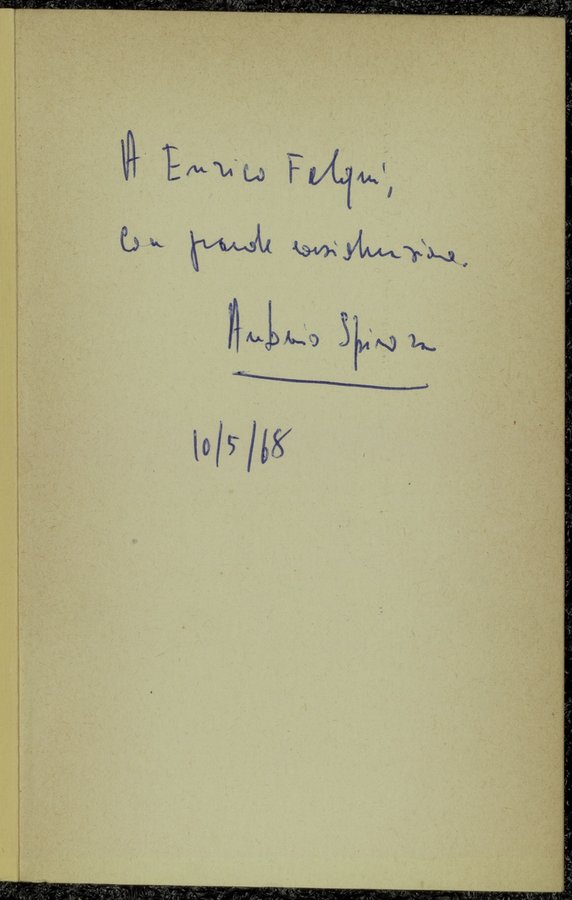 A Enrico Falqui,
con grande considerazione.
Antonio Spinosa
10/5/68